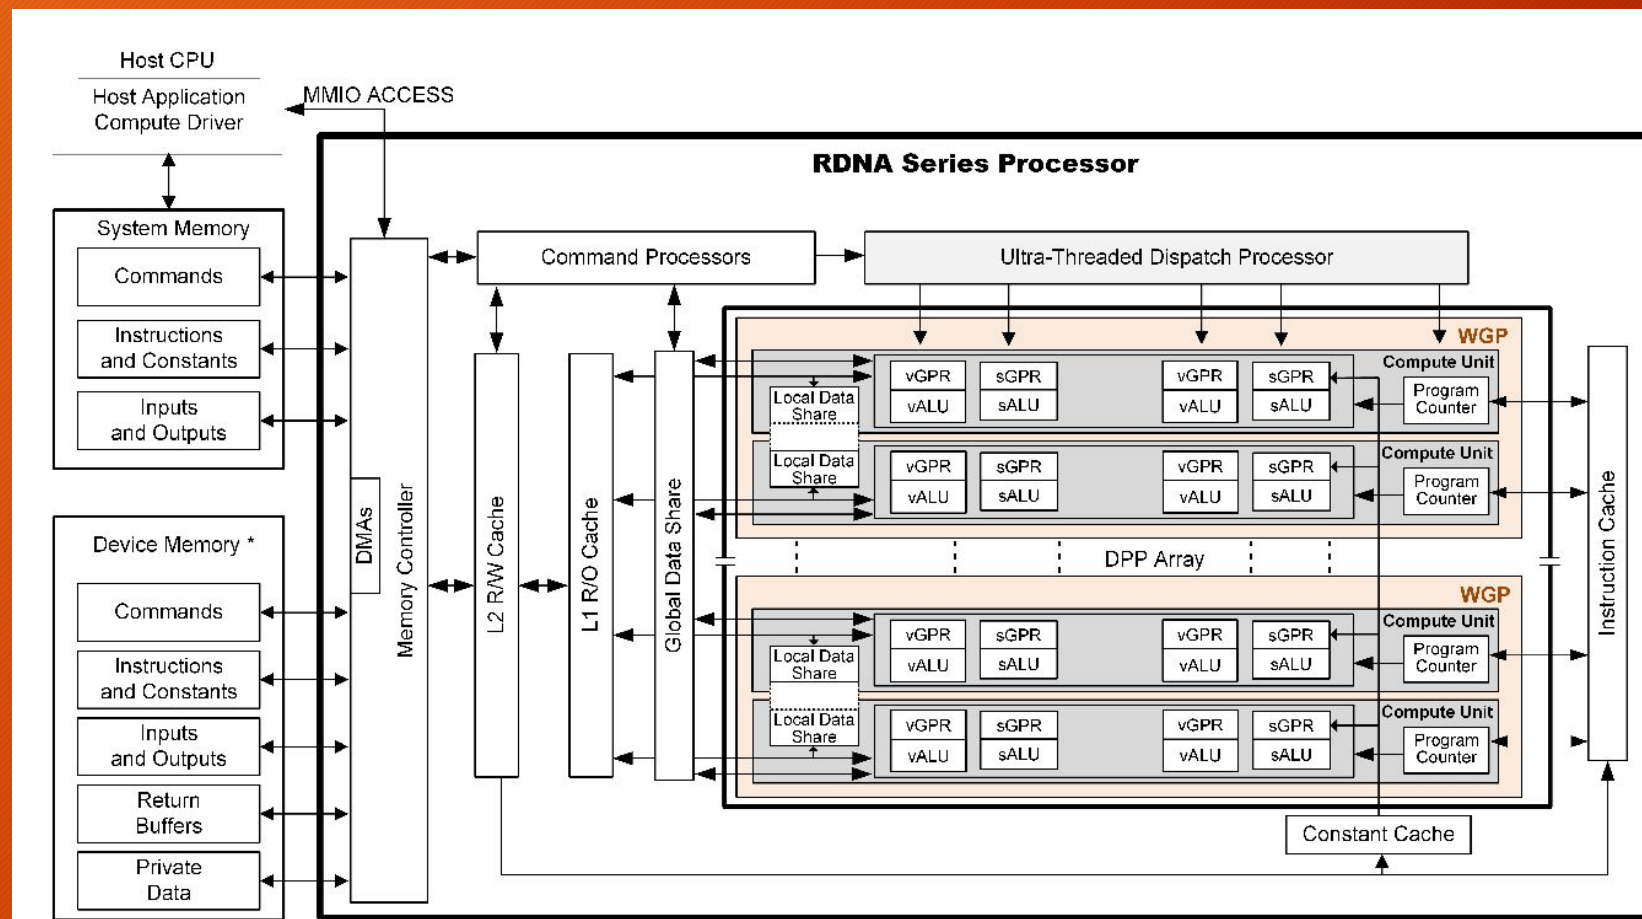 Host CPU
Host Application
Compute Driver
MMIO ACCESS
RDNA Series Processor
System Memory
Commands
Instructions
and Constants
Inputs
and Outputs
Device Memory *
Commands
Instructions
and Constants
Inputs
and Outputs
Return
Buffers
Private
Data
DMAs
Memory Controller
Command Processors
Ultra-Threaded Dispatch Processor
L2 R/W Cache
L1 R/O Cache
Global Data Share
WGP
Compute Unit
Local Data
Share
vGPR
vALU
sGPR
sALU
vGPR
vALU
sGPR
sALU
Program
Counter
Compute Unit
Local Data
Share
vGPR
vALU
sGPR
sALU
vGPR
vALU
sGPR
sALU
Program
Counter
DPP Array
WGP
Compute Unit
Local Data
Share
vGPR
vALU
sGPR
sALU
vGPR
vALU
sGPR
sALU
Program
Counter
Compute Unit
Local Data
Share
vGPR
vALU
sGPR
sALU
vGPR
vALU
sGPR
sALU
Program
Counter
Instruction Cache
Constant Cache